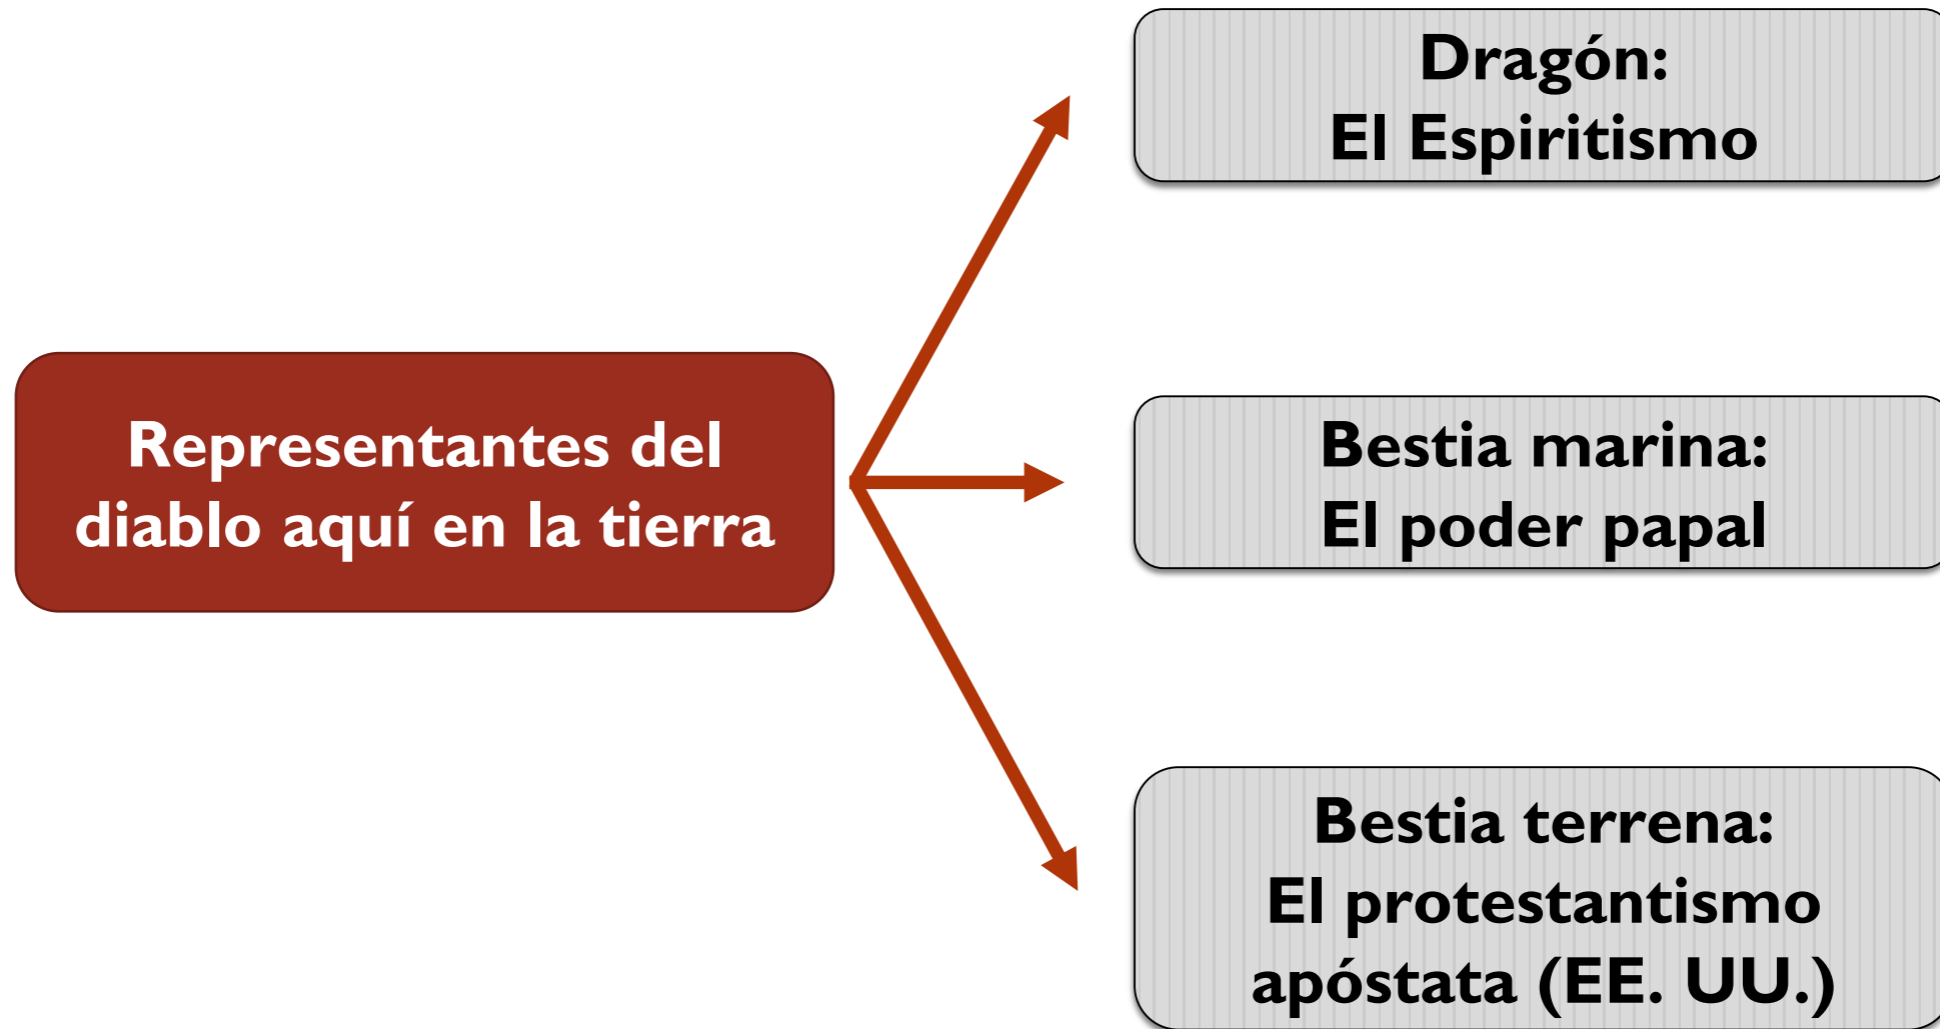 Dragón:
El Espiritismo
Representantes del
diablo aquí en la tierra
Bestia marina:
El poder papal
Bestia terrena:
El protestantismo
apóstata (EE. UU.)